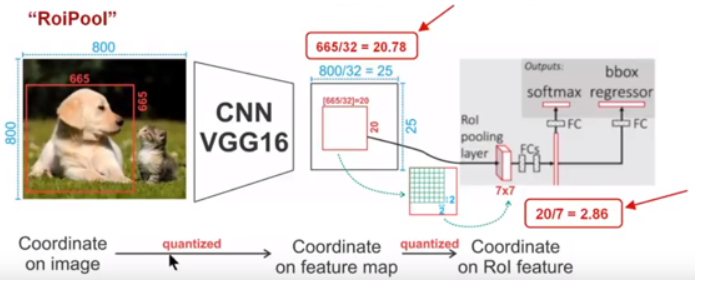 “RoiPool”
800
665/32 = 20.78
800/32 = 25
665
665
800
CNN
VGG16
[665/32]=20
20
25
Outputs:
bbox
softmax
regressor
FC
FC
RoI
pooling
layer
FCs
7x7
2
2
20/7 = 2.86
Coordinate
on image
quantized
Coordinate
on feature map
quantized
Coordinate
on RoI feature